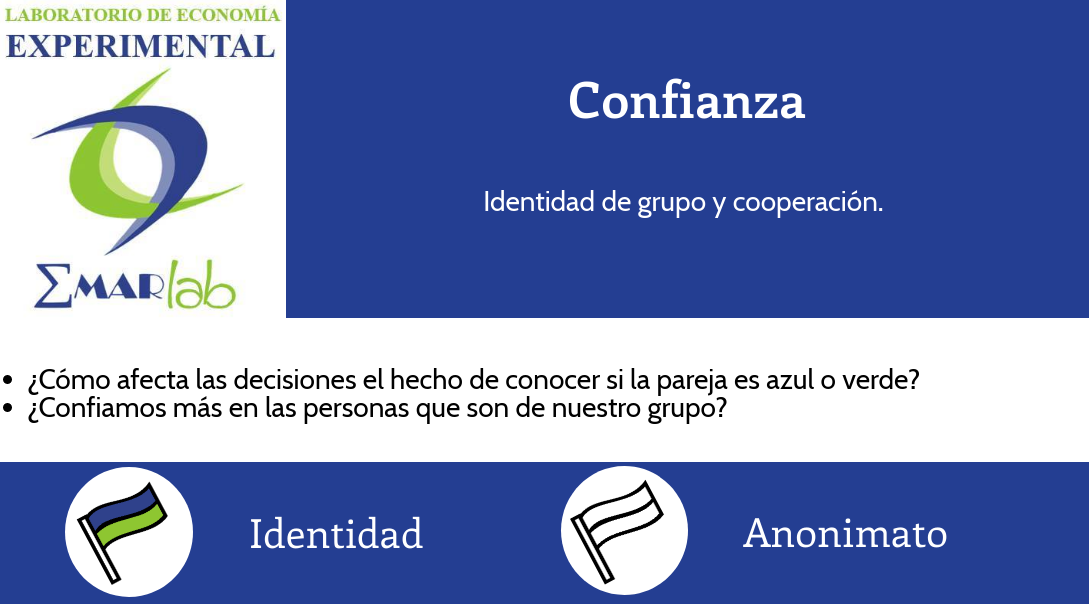 LABORATORIO DE ECONOMÍA
EXPERIMENTAL
ΣMARlab
Confianza
Identidad de grupo y cooperación.
• ¿Cómo afecta las decisiones el hecho de conocer si la pareja es azul o verde?
• ¿Confiamos más en las personas que son de nuestro grupo?
Identidad
Anonimato